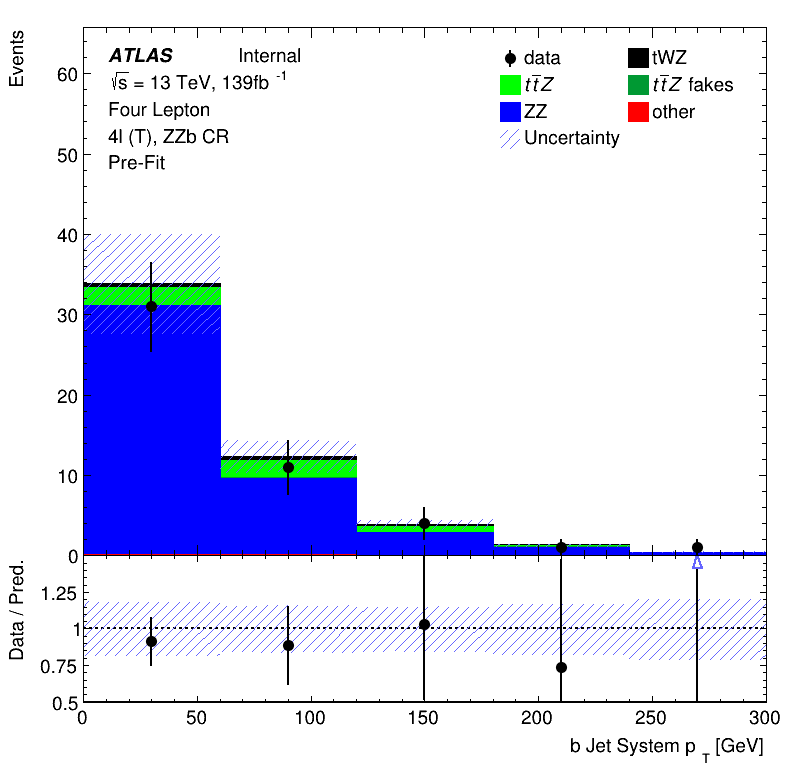 Events
60
50
40
30
20
10
0
ATLAS Internal
√s = 13 TeV, 139fb⁻¹
Four Lepton
4l (T), ZZb CR
Pre-Fit
data
tWZ
tt̄Z
tt̄Z fakes
ZZ
other
Uncertainty
Data / Pred.
1.25
1
0.75
0.5
0 50 100 150 200 250 300
b Jet System p_T [GeV]